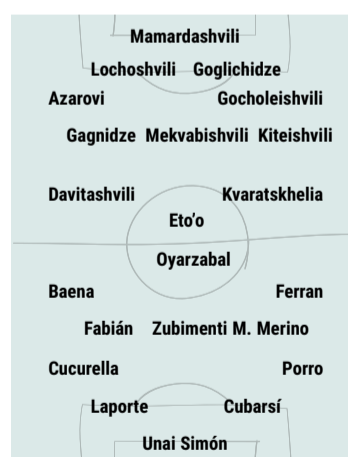 Mamardashvili
Lochoshvili Goglichidze
Azarovi Gocholeishvili
Gagnidze Mekvabishvili Kiteishvili
Davitashvili Kvaratskhelia
Eto'o
Oyarzabal
Baena Ferran
Fabián Zubimenti M. Merino
Cucurella Porro
Laporte Cubarsí
Unai Simón